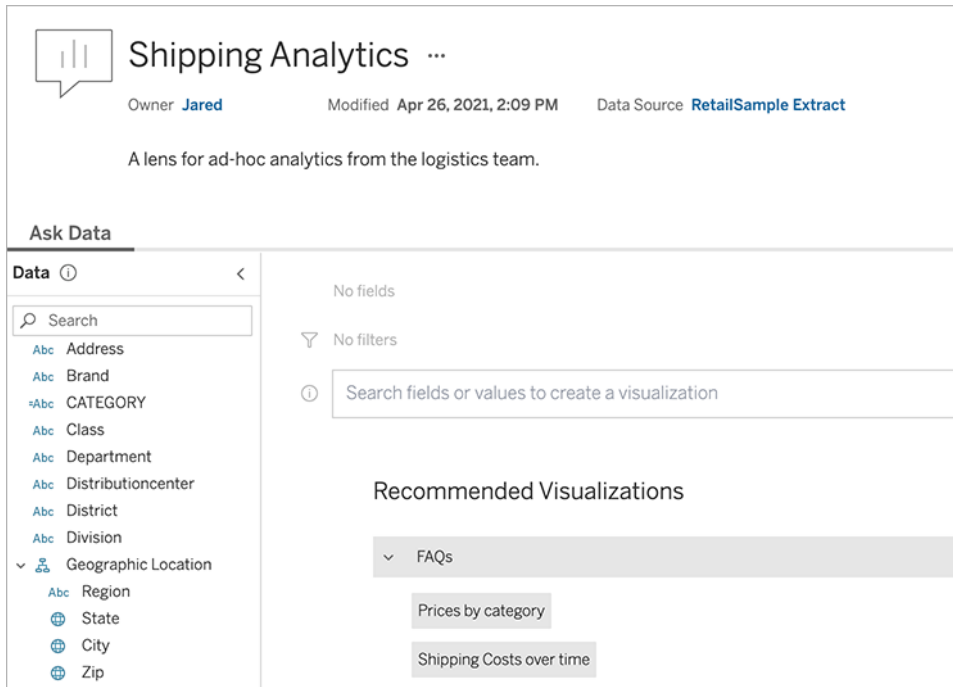 Shipping Analytics ...
Owner Jared Modified Apr 26, 2021, 2:09 PM Data Source RetailSample Extract
A lens for ad-hoc analytics from the logistics team.
Ask Data
Data
Search
Abc Address
Abc Brand
=Abc CATEGORY
Abc Class
Abc Department
Abc Distributioncenter
Abc District
Abc Division
Geographic Location
Abc Region
State
City
Zip
No fields
No filters
Search fields or values to create a visualization
Recommended Visualizations
FAQs
Prices by category
Shipping Costs over time